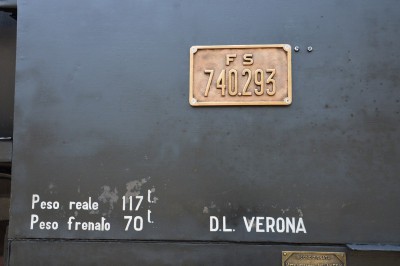 FS
740.293
Peso reale 117 t.
Peso frenato 70 t. D.L. VERONA